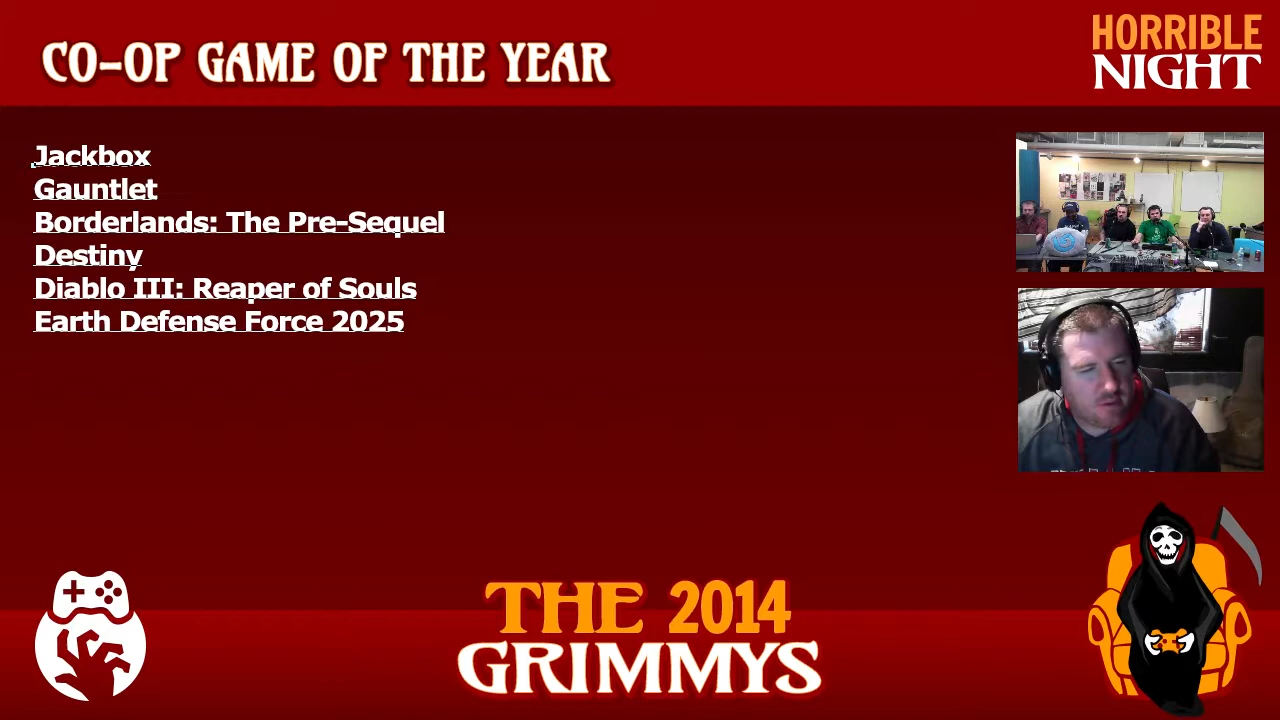 CO-OP GAME OF THE YEAR
HORRIBLE
NIGHT
Jackbox
Gauntlet
Borderlands: The Pre-Sequel
Destiny
Diablo III: Reaper of Souls
Earth Defense Force 2025
THE 2014
GRIMMYS